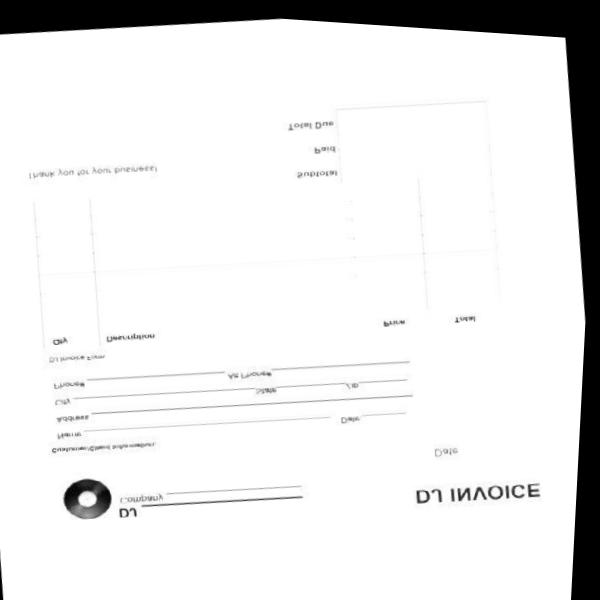 DJ INVOICE
DJ
Company
Date
Customer/Client Information:
Name Date
Address
City State Zip
Phone# Alt Phone#
DJ Invoice Form
Qty Description Price Total
Subtotal
Thank you for your business!
Paid
Total Due